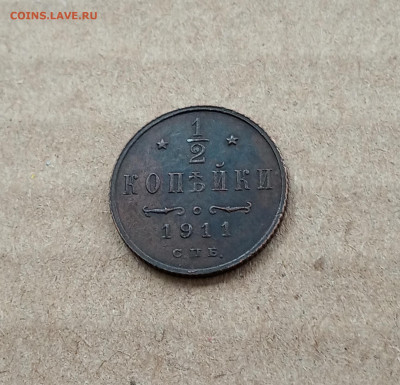 COINS.LAVE.RU
1/2
КОПѢЙКИ
1911
С.П.Б.